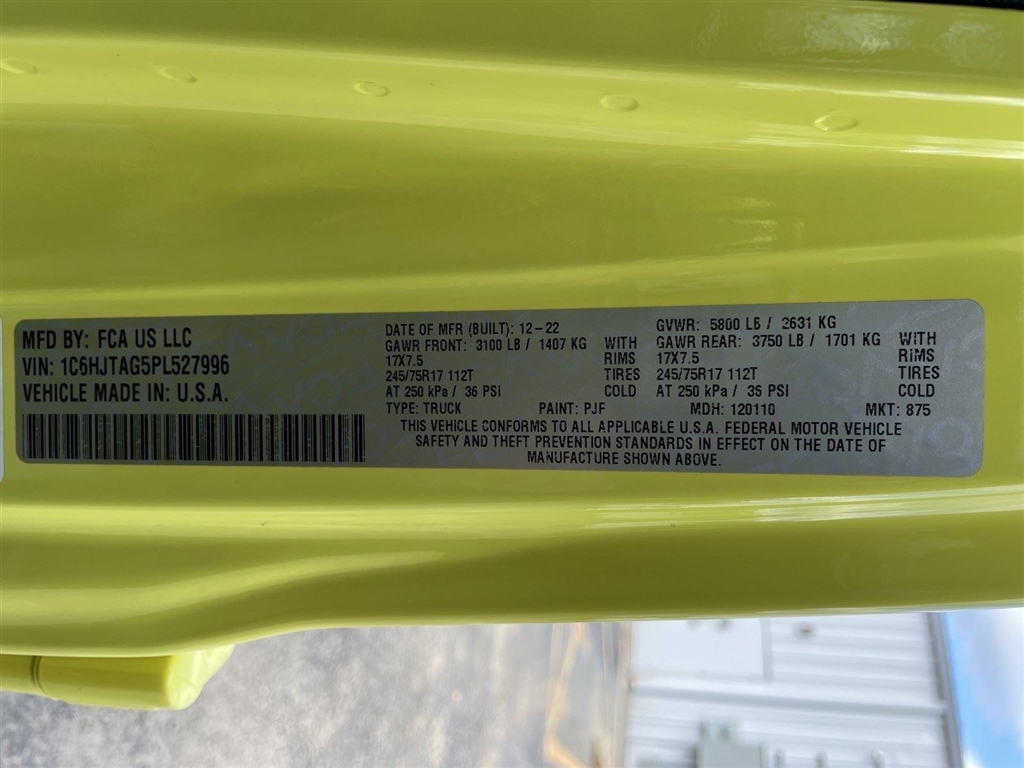 MFD BY: FCA US LLC
VIN: 1C6HJTAG5PL527996
VEHICLE MADE IN: U.S.A.
DATE OF MFR (BUILT): 12-22
GAWR FRONT: 3100 LB / 1407 KG WITH
17X7.5 RIMS
245/75R17 112T TIRES
AT 250 kPa / 36 PSI COLD
GVWR: 5800 LB / 2631 KG
GAWR REAR: 3750 LB / 1701 KG WITH
17X7.5 RIMS
245/75R17 112T TIRES
AT 250 kPa / 35 PSI COLD
TYPE: TRUCK PAINT: PJF MDH: 120110 MKT: 875
THIS VEHICLE CONFORMS TO ALL APPLICABLE U.S.A. FEDERAL MOTOR VEHICLE
SAFETY AND THEFT PREVENTION STANDARDS IN EFFECT ON THE DATE OF
MANUFACTURE SHOWN ABOVE.